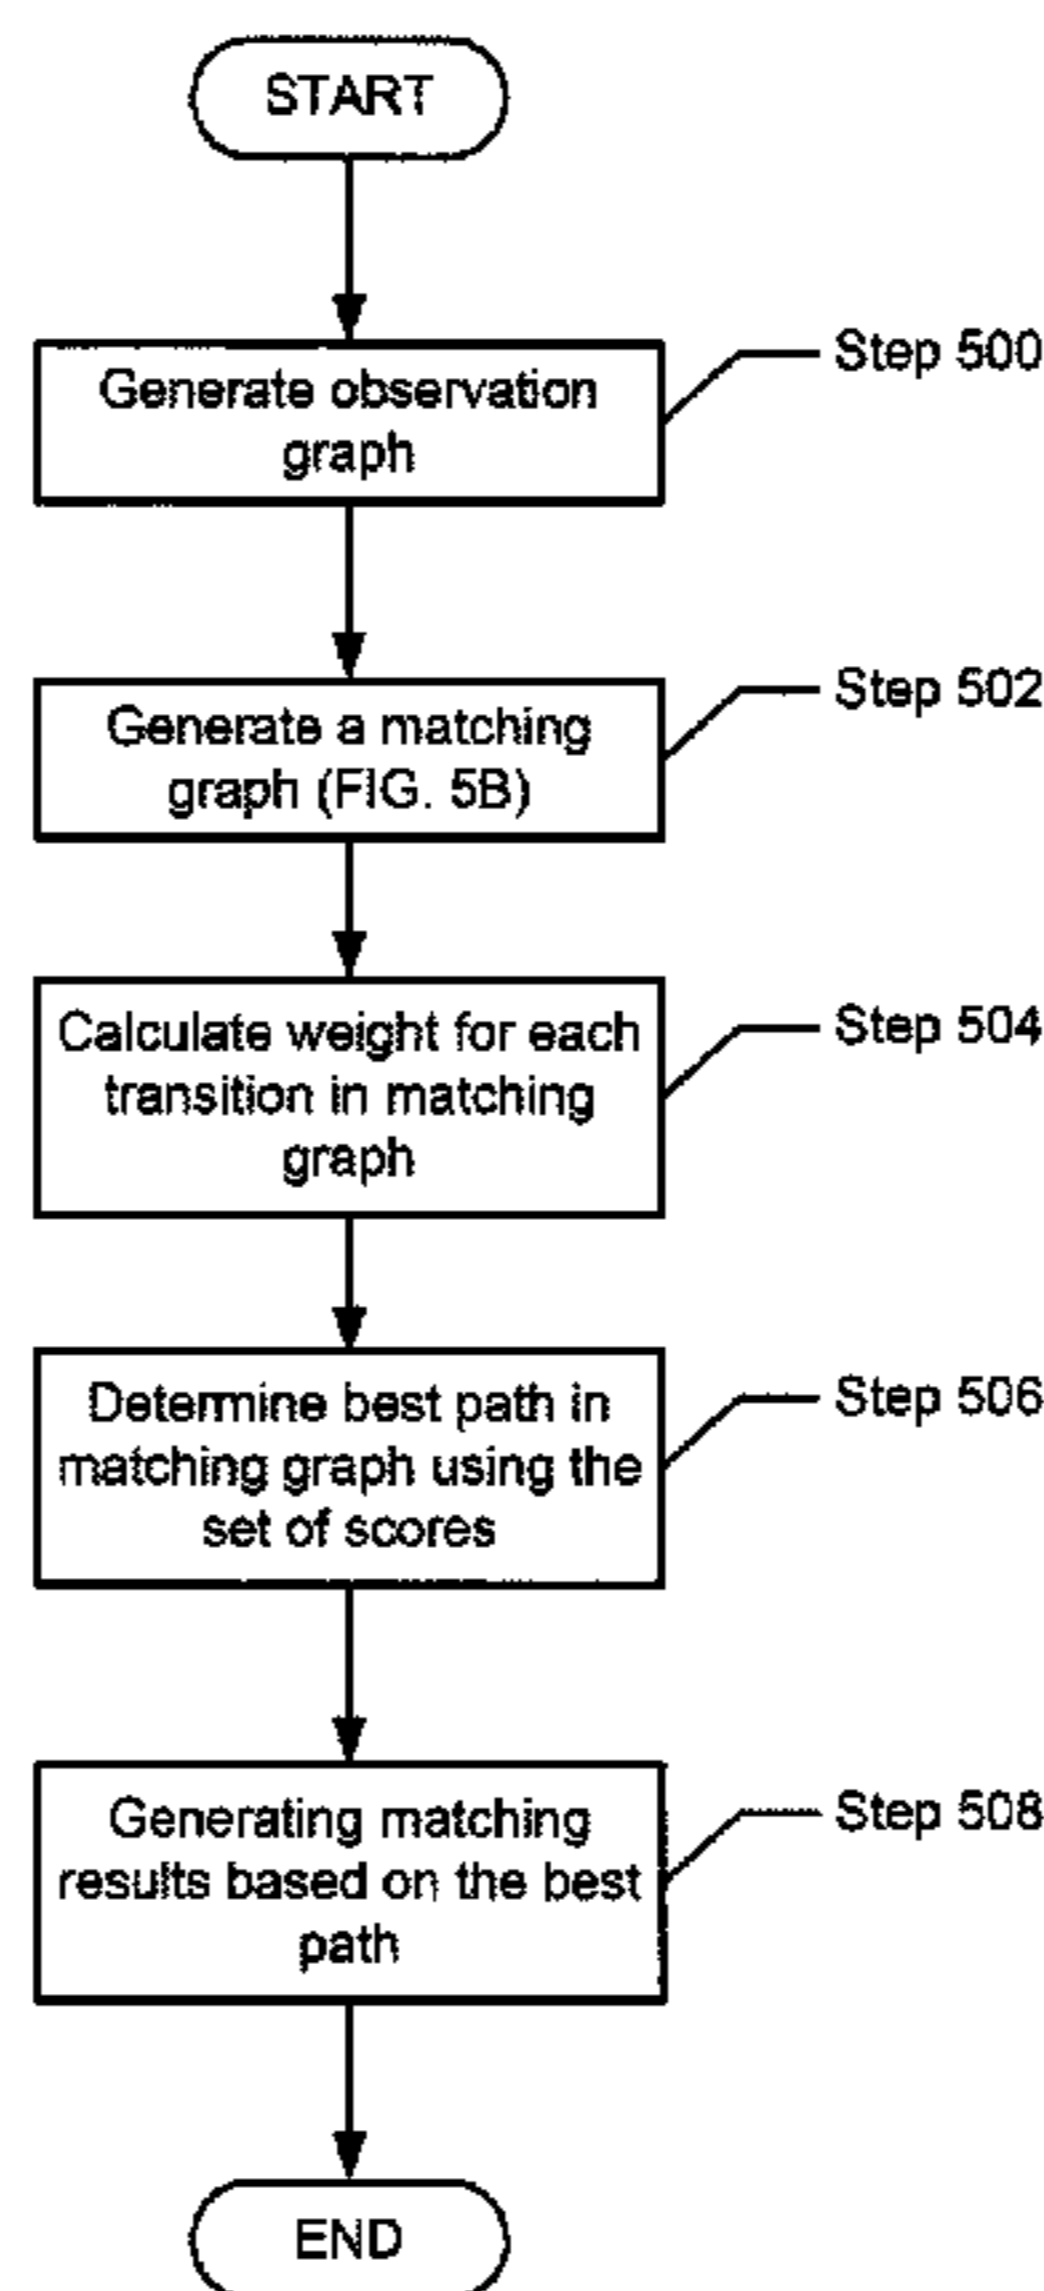 START
Step 500
Generate observation
graph
Step 502
Generate a matching
graph (FIG. 5B)
Step 504
Calculate weight for each
transition in matching
graph
Step 506
Determine best path in
matching graph using the
set of scores
Step 508
Generating matching
results based on the best
path
END